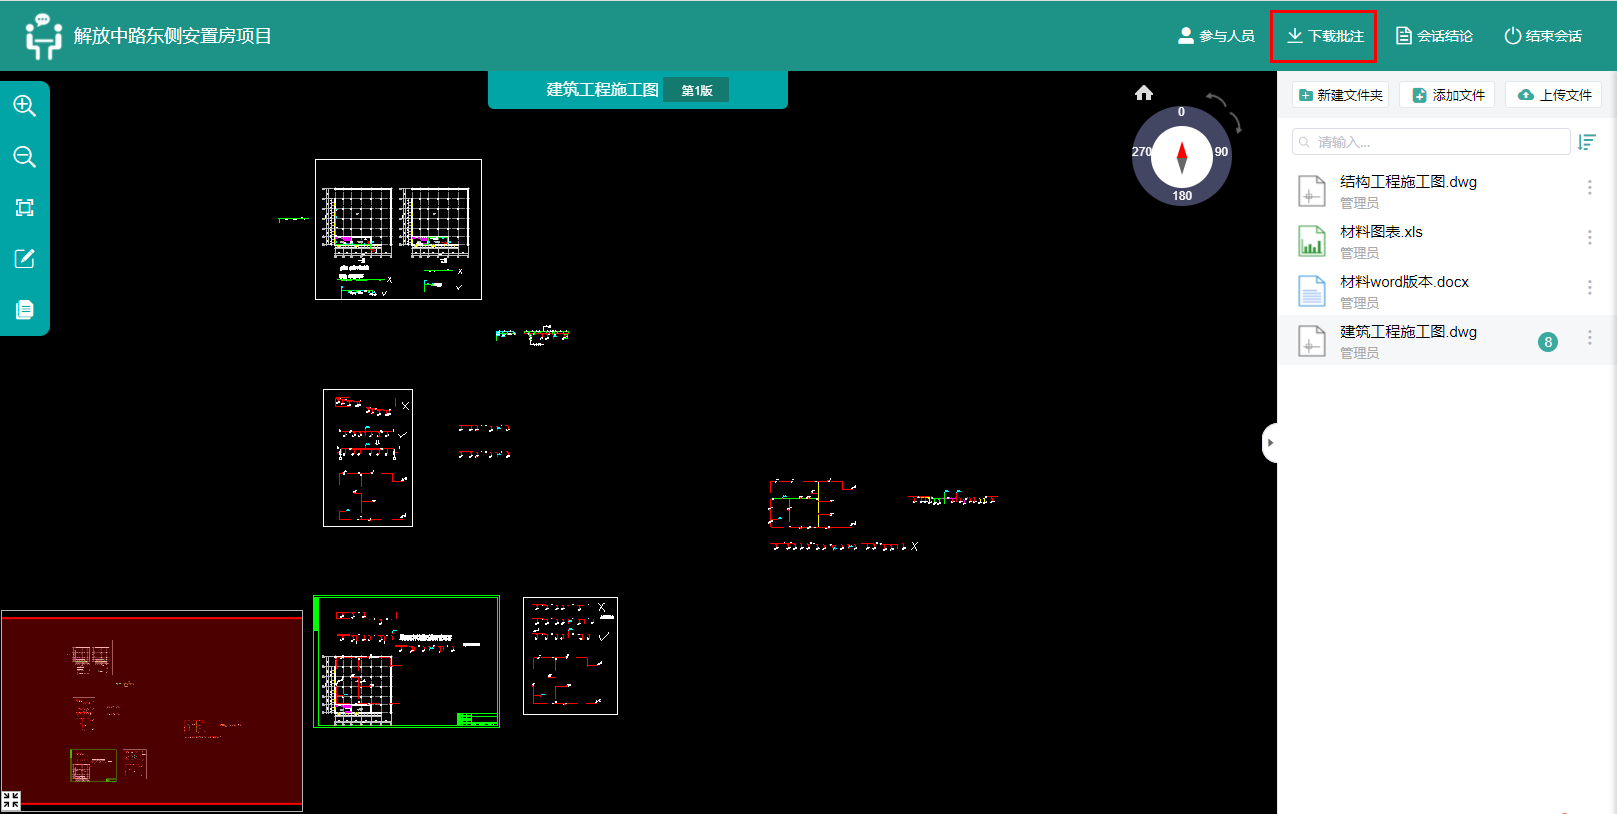 解放中路东侧安置房项目
参与人员
下载批注
会话结论
结束会话
建筑工程施工图 第1版
新建文件夹
添加文件
上传文件
请输入...
0
270
90
180
结构工程施工图.dwg
管理员
材料图表.xls
管理员
材料word版本.docx
管理员
建筑工程施工图.dwg
管理员
8